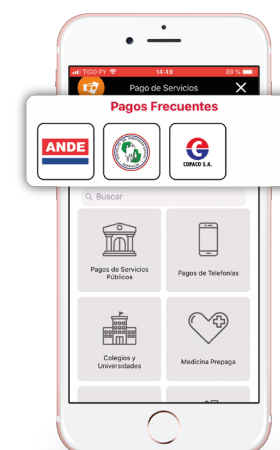 TIGO PY 14:49 89 %
Pago de Servicios
Pagos Frecuentes
ANDE
COPACO S.A.
Buscar
Pagos de Servicios
Públicos
Pagos de Telefonías
Colegios y
Universidades
Medicina Prepaga